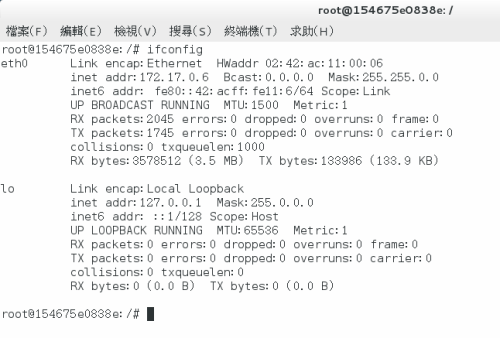 root@154675e0838e: /
檔案(F) 編輯(E) 檢視(V) 搜尋(S) 終端機(T) 求助(H)
root@154675e0838e:/# ifconfig
eth0 Link encap:Ethernet HWaddr 02:42:ac:11:00:06
inet addr:172.17.0.6 Bcast:0.0.0.0 Mask:255.255.0.0
inet6 addr: fe80::42:acff:fe11:6/64 Scope:Link
UP BROADCAST RUNNING MTU:1500 Metric:1
RX packets:2045 errors:0 dropped:0 overruns:0 frame:0
TX packets:1745 errors:0 dropped:0 overruns:0 carrier:0
collisions:0 txqueuelen:1000
RX bytes:3578512 (3.5 MB) TX bytes:133986 (133.9 KB)
lo Link encap:Local Loopback
inet addr:127.0.0.1 Mask:255.0.0.0
inet6 addr: ::1/128 Scope:Host
UP LOOPBACK RUNNING MTU:65536 Metric:1
RX packets:0 errors:0 dropped:0 overruns:0 frame:0
TX packets:0 errors:0 dropped:0 overruns:0 carrier:0
collisions:0 txqueuelen:0
RX bytes:0 (0.0 B) TX bytes:0 (0.0 B)
root@154675e0838e:/#